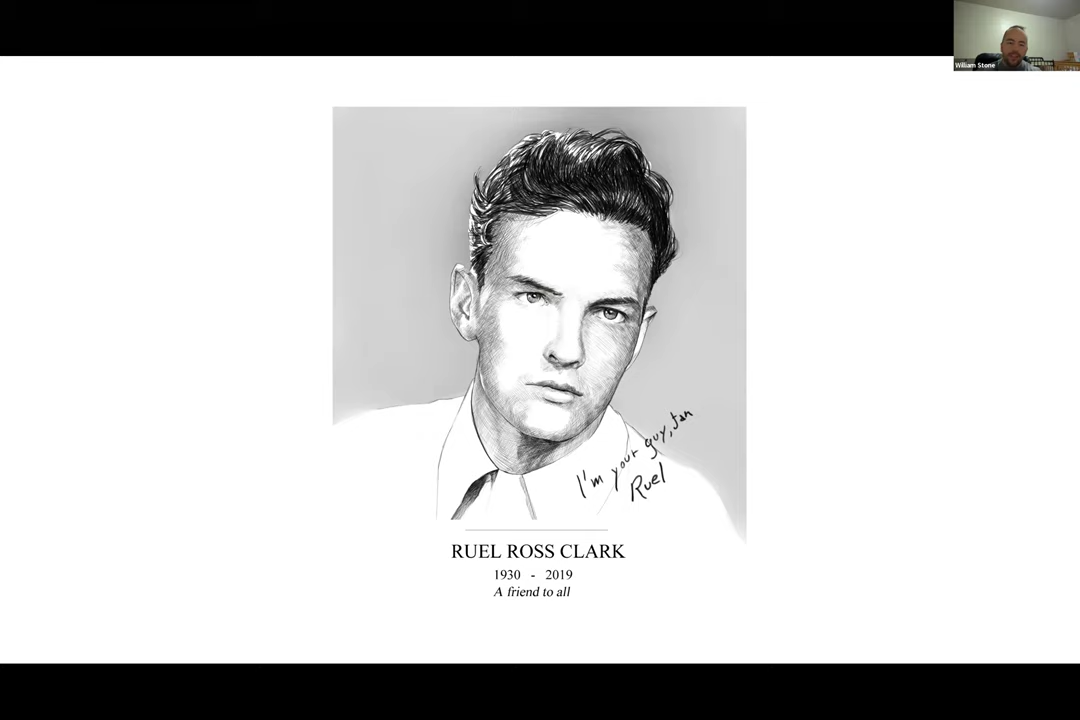 William Stone
I'm your guy, Jan
Ruel
RUEL ROSS CLARK
1930 - 2019
A friend to all